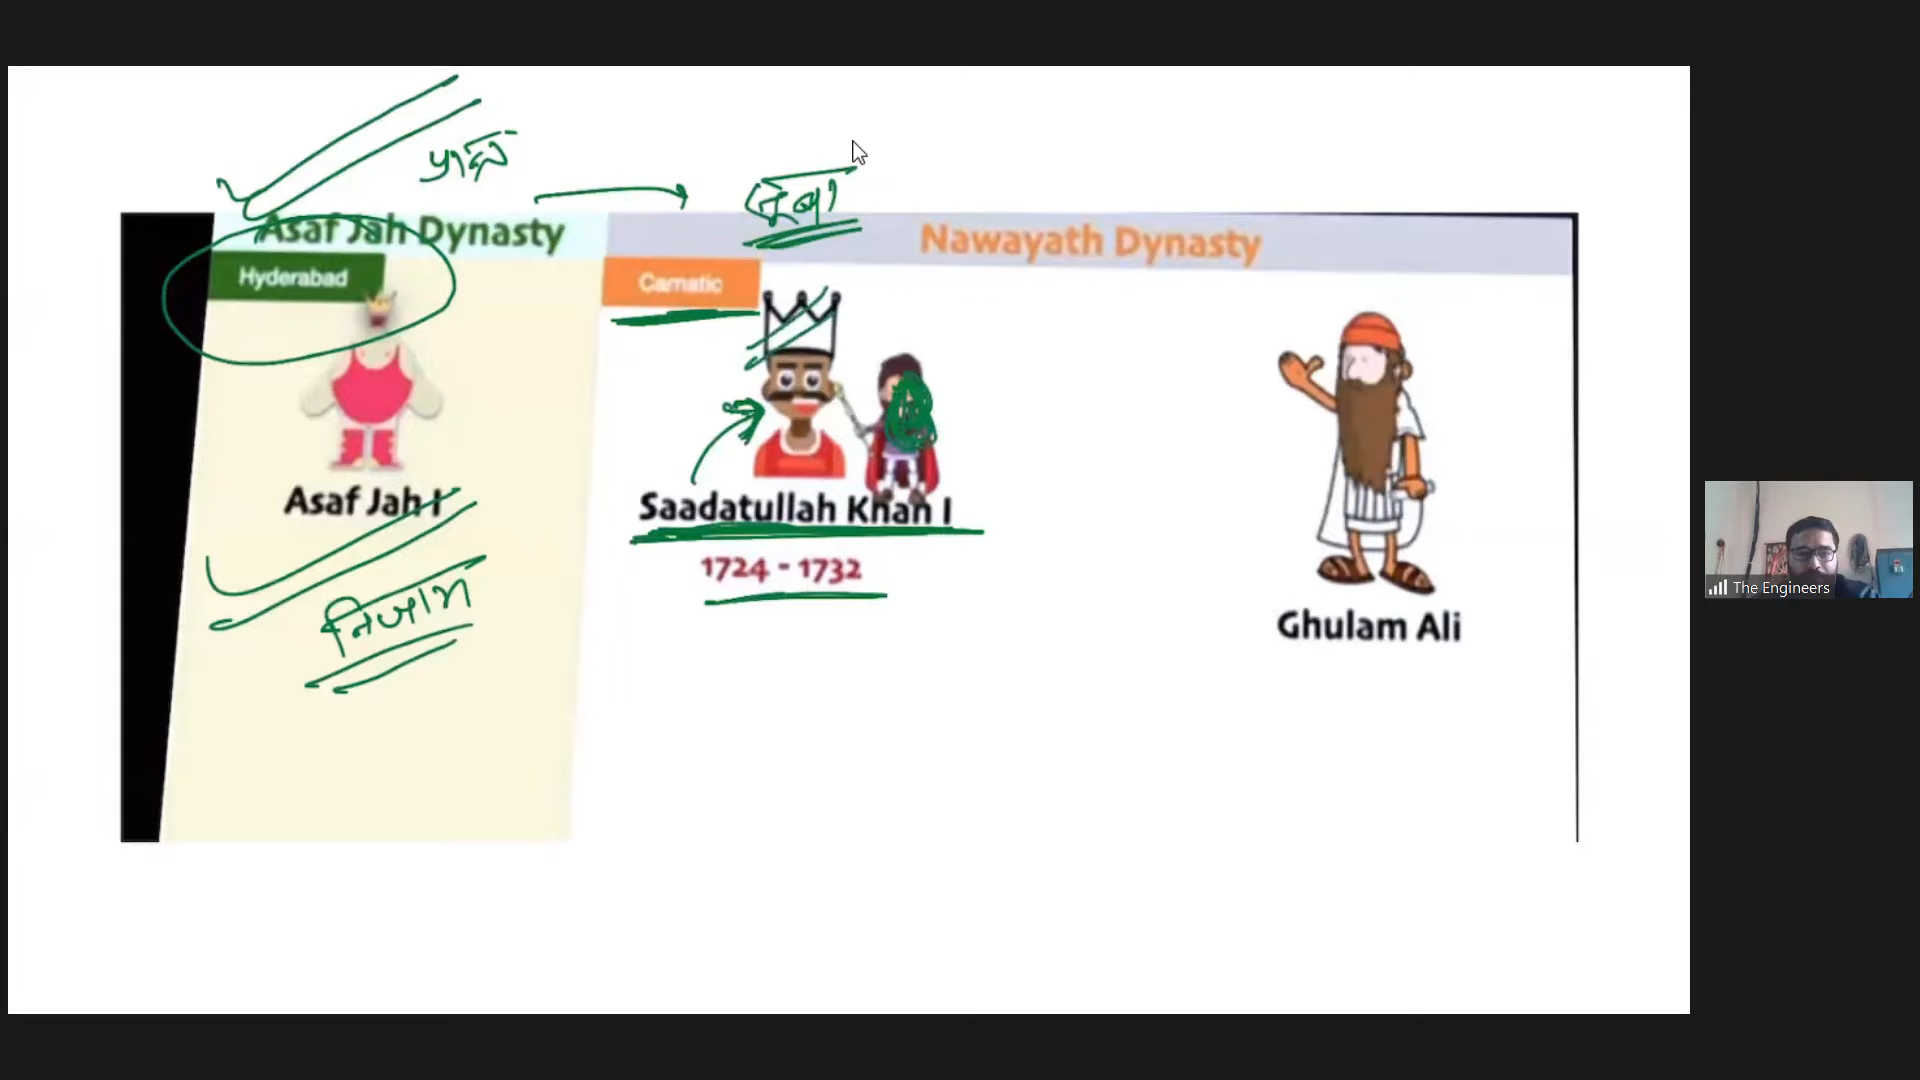 Asaf Jah Dynasty
Nawayath Dynasty
Hyderabad
Carnatic
Asaf Jah I
Saadatullah Khan I
1724 - 1732
নিজাম
Ghulam Ali
The Engineers